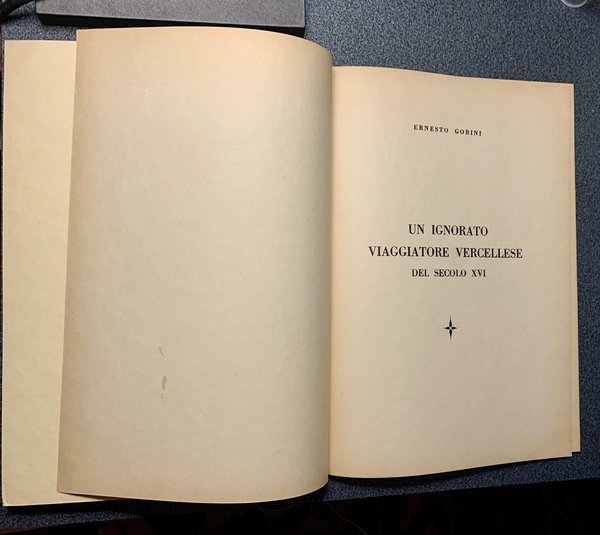 ERNESTO GORINI
UN IGNORATO
VIAGGIATORE VERCELLESE
DEL SECOLO XVI